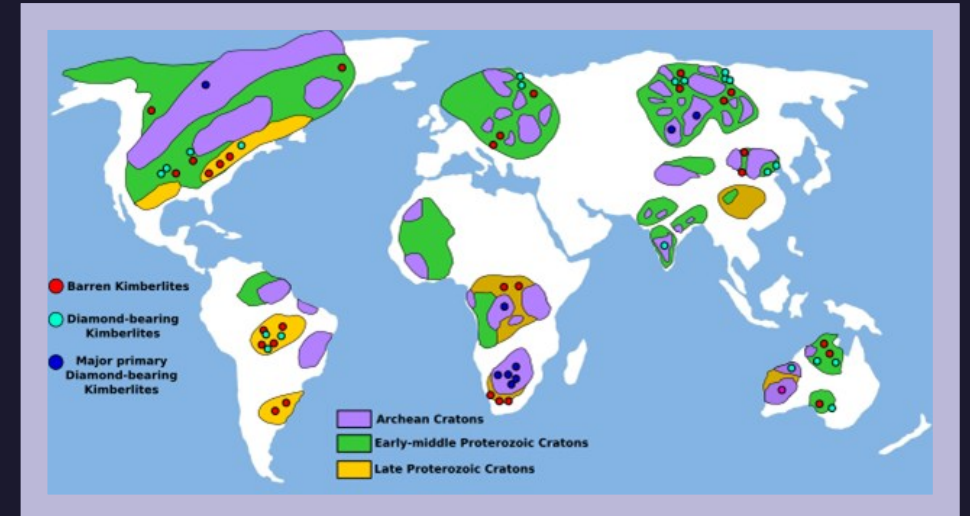 Barren Kimberlites
Diamond-bearing
Kimberlites
Major primary
Diamond-bearing
Kimberlites
Archean Cratons
Early-middle Proterozoic Cratons
Late Proterozoic Cratons